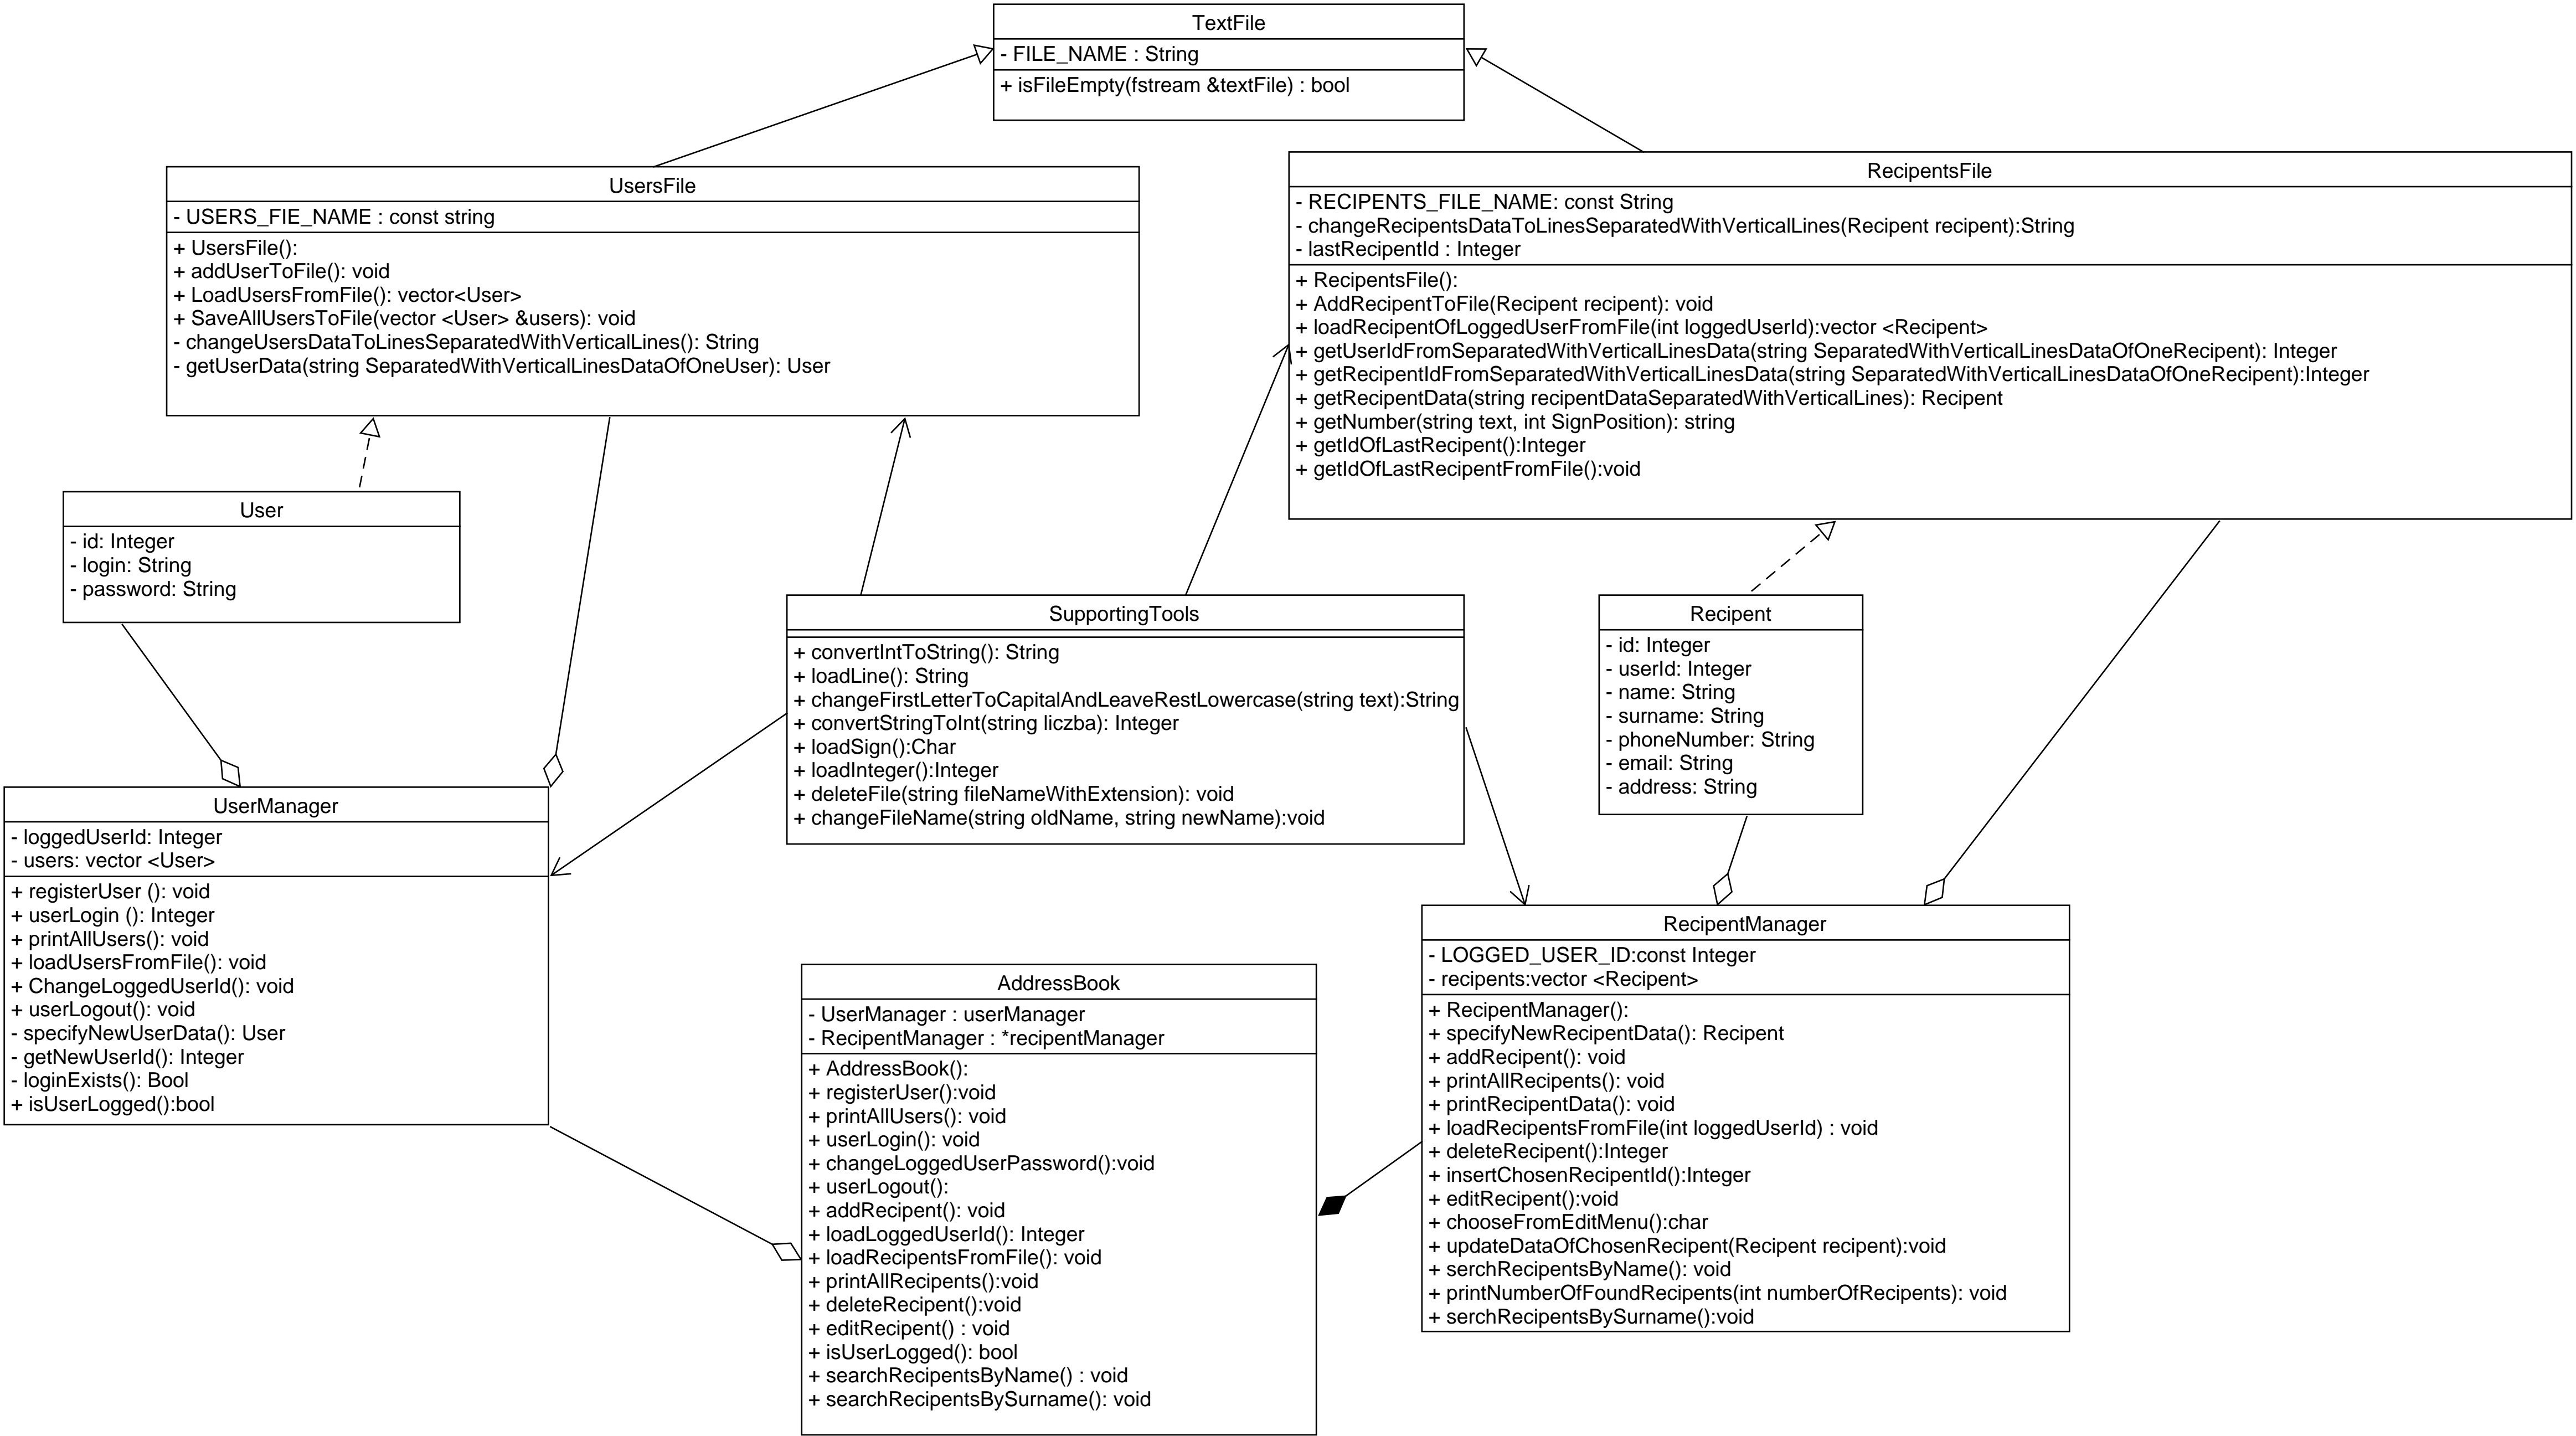 TextFile
- FILE_NAME : String
+ isFileEmpty(fstream &textFile) : bool
UsersFile
- USERS_FIE_NAME : const string
+ UsersFile():
+ addUserToFile(): void
+ LoadUsersFromFile(): vector<User>
+ SaveAllUsersToFile(vector <User> &users): void
- changeUsersDataToLinesSeparatedWithVerticalLines(): String
- getUserData(string SeparatedWithVerticalLinesDataOfOneUser): User
RecipentsFile
- RECIPENTS_FILE_NAME: const String
- changeRecipentsDataToLinesSeparatedWithVerticalLines(Recipent recipent):String
- lastRecipentId : Integer
+ RecipentsFile():
+ AddRecipentToFile(Recipent recipent): void
+ loadRecipentOfLoggedUserFromFile(int loggedUserId):vector <Recipent>
+ getUserIdFromSeparatedWithVerticalLinesData(string SeparatedWithVerticalLinesDataOfOneRecipent): Integer
+ getRecipentIdFromSeparatedWithVerticalLinesData(string SeparatedWithVerticalLinesDataOfOneRecipent):Integer
+ getRecipentData(string recipentDataSeparatedWithVerticalLines): Recipent
+ getNumber(string text, int SignPosition): string
+ getIdOfLastRecipent():Integer
+ getIdOfLastRecipentFromFile():void
User
- id: Integer
- login: String
- password: String
SupportingTools
+ convertIntToString(): String
+ loadLine(): String
+ changeFirstLetterToCapitalAndLeaveRestLowercase(string text):String
+ convertStringToInt(string liczba): Integer
+ loadSign():Char
+ loadInteger():Integer
+ deleteFile(string fileNameWithExtension): void
+ changeFileName(string oldName, string newName):void
Recipent
- id: Integer
- userId: Integer
- name: String
- surname: String
- phoneNumber: String
- email: String
- address: String
UserManager
- loggedUserId: Integer
- users: vector <User>
+ registerUser (): void
+ userLogin (): Integer
+ printAllUsers(): void
+ loadUsersFromFile(): void
+ ChangeLoggedUserId(): void
+ userLogout(): void
- specifyNewUserData(): User
- getNewUserId(): Integer
- loginExists(): Bool
+ isUserLogged():bool
AddressBook
- UserManager : userManager
- RecipentManager : *recipentManager
+ AddressBook():
+ registerUser():void
+ printAllUsers(): void
+ userLogin(): void
+ changeLoggedUserPassword():void
+ userLogout():
+ addRecipent(): void
+ loadLoggedUserId(): Integer
+ loadRecipentsFromFile(): void
+ printAllRecipents():void
+ deleteRecipent():void
+ editRecipent() : void
+ isUserLogged(): bool
+ searchRecipentsByName() : void
+ searchRecipentsBySurname(): void
RecipentManager
- LOGGED_USER_ID:const Integer
- recipents:vector <Recipent>
+ RecipentManager():
+ specifyNewRecipentData(): Recipent
+ addRecipent(): void
+ printAllRecipents(): void
+ printRecipentData(): void
+ loadRecipentsFromFile(int loggedUserId) : void
+ deleteRecipent():Integer
+ insertChosenRecipentId():Integer
+ editRecipent():void
+ chooseFromEditMenu():char
+ updateDataOfChosenRecipent(Recipent recipent):void
+ serchRecipentsByName(): void
+ printNumberOfFoundRecipents(int numberOfRecipents): void
+ serchRecipentsBySurname():void